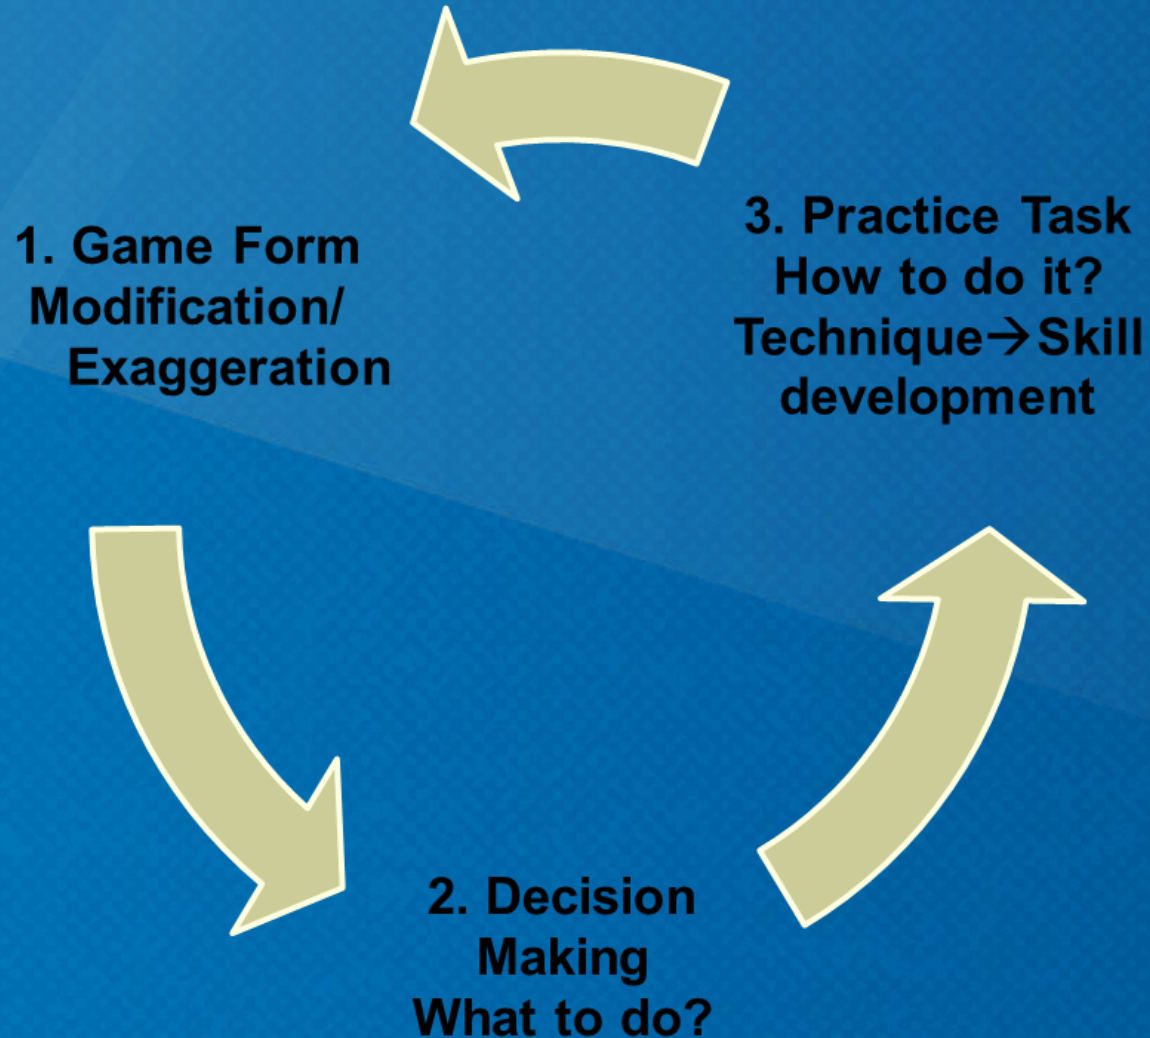 1. Game Form
Modification/
Exaggeration
3. Practice Task
How to do it?
Technique→Skill
development
2. Decision
Making
What to do?